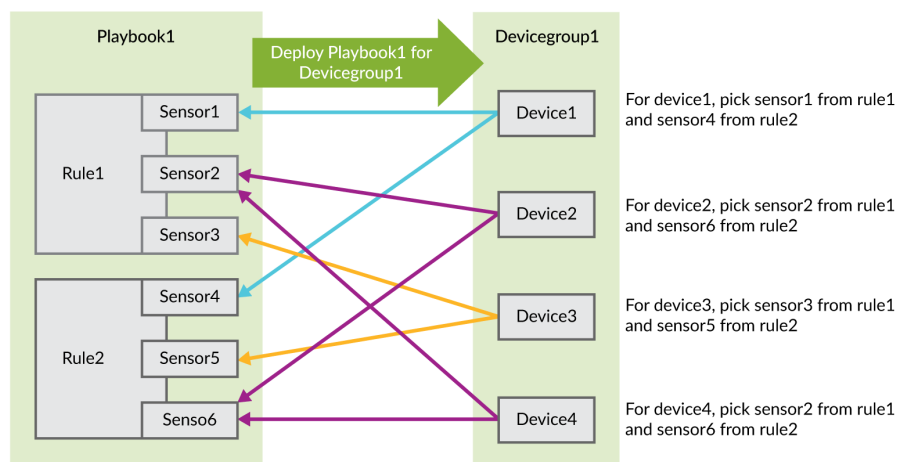 Playbook1
Deploy Playbook1 for
Devicegroup1
Devicegroup1
Rule1
Sensor1
Sensor2
Sensor3
Rule2
Sensor4
Sensor5
Senso6
Device1
For device1, pick sensor1 from rule1
and sensor4 from rule2
Device2
For device2, pick sensor2 from rule1
and sensor6 from rule2
Device3
For device3, pick sensor3 from rule1
and sensor5 from rule2
Device4
For device4, pick sensor2 from rule1
and sensor6 from rule2